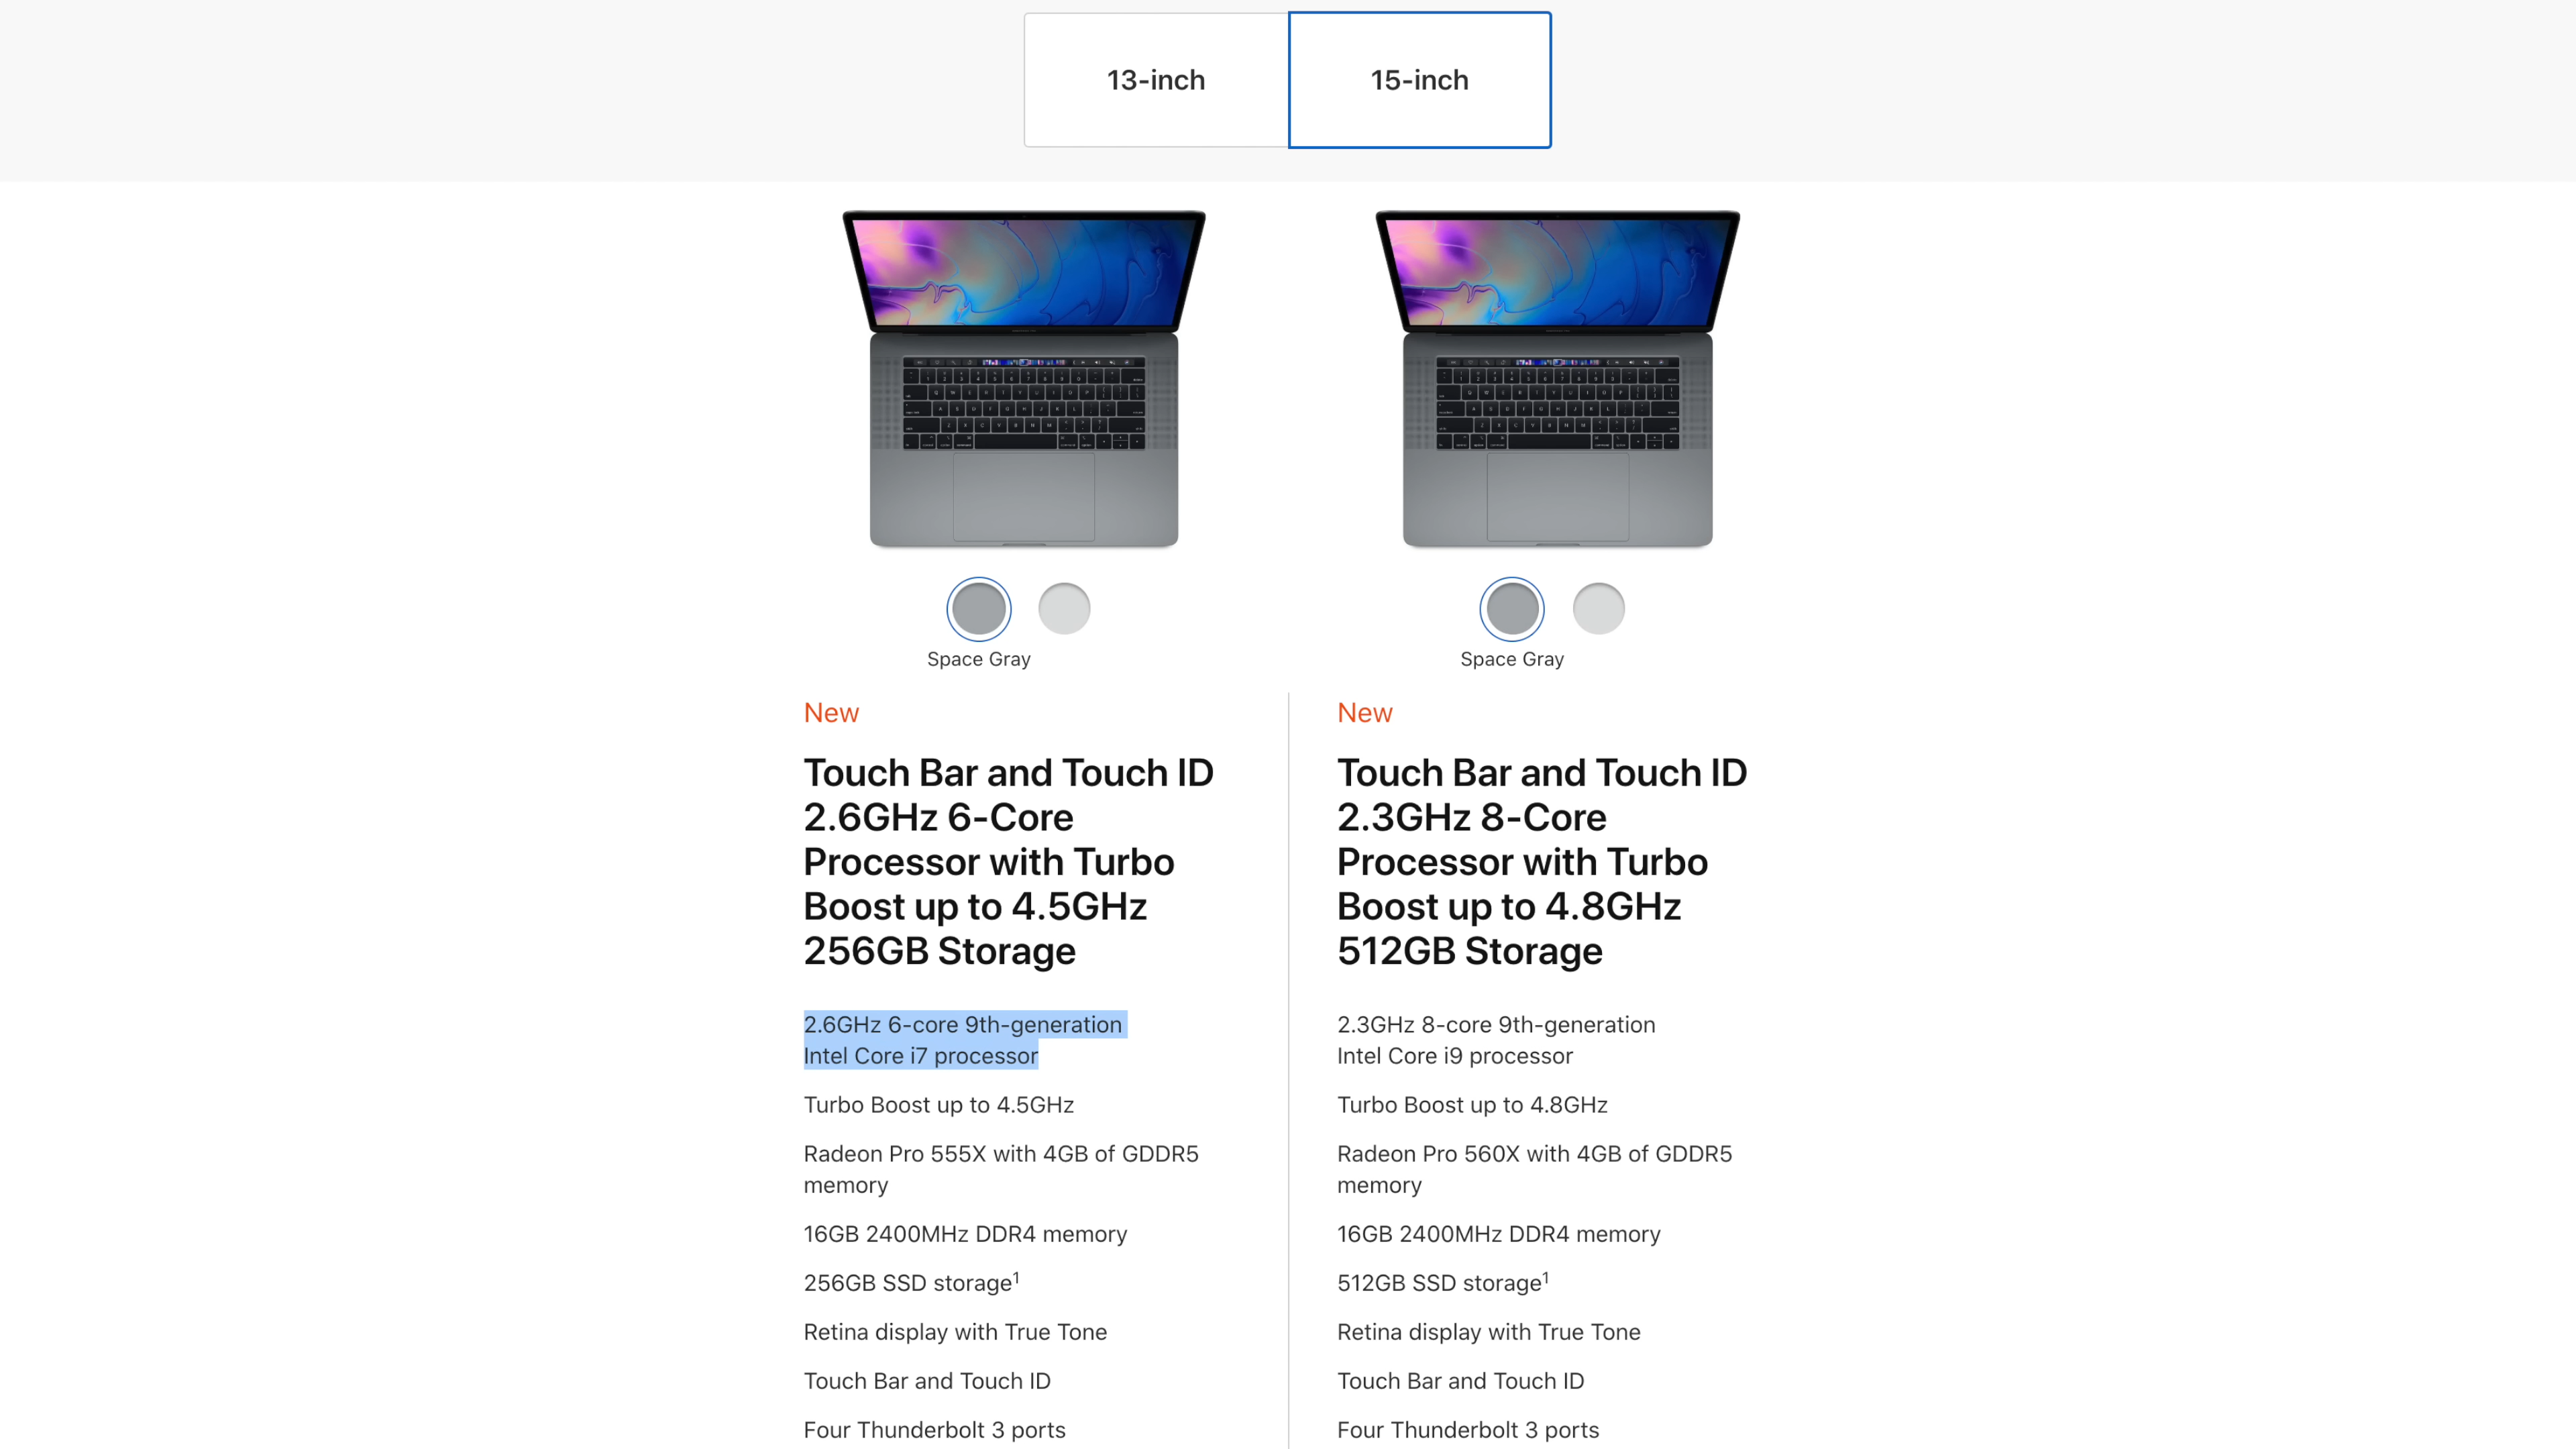 13-inch
15-inch
Space Gray
Space Gray
New
Touch Bar and Touch ID
2.6GHz 6-Core
Processor with Turbo
Boost up to 4.5GHz
256GB Storage
2.6GHz 6-core 9th-generation
Intel Core i7 processor
Turbo Boost up to 4.5GHz
Radeon Pro 555X with 4GB of GDDR5
memory
16GB 2400MHz DDR4 memory
256GB SSD storage¹
Retina display with True Tone
Touch Bar and Touch ID
Four Thunderbolt 3 ports
New
Touch Bar and Touch ID
2.3GHz 8-Core
Processor with Turbo
Boost up to 4.8GHz
512GB Storage
2.3GHz 8-core 9th-generation
Intel Core i9 processor
Turbo Boost up to 4.8GHz
Radeon Pro 560X with 4GB of GDDR5
memory
16GB 2400MHz DDR4 memory
512GB SSD storage¹
Retina display with True Tone
Touch Bar and Touch ID
Four Thunderbolt 3 ports